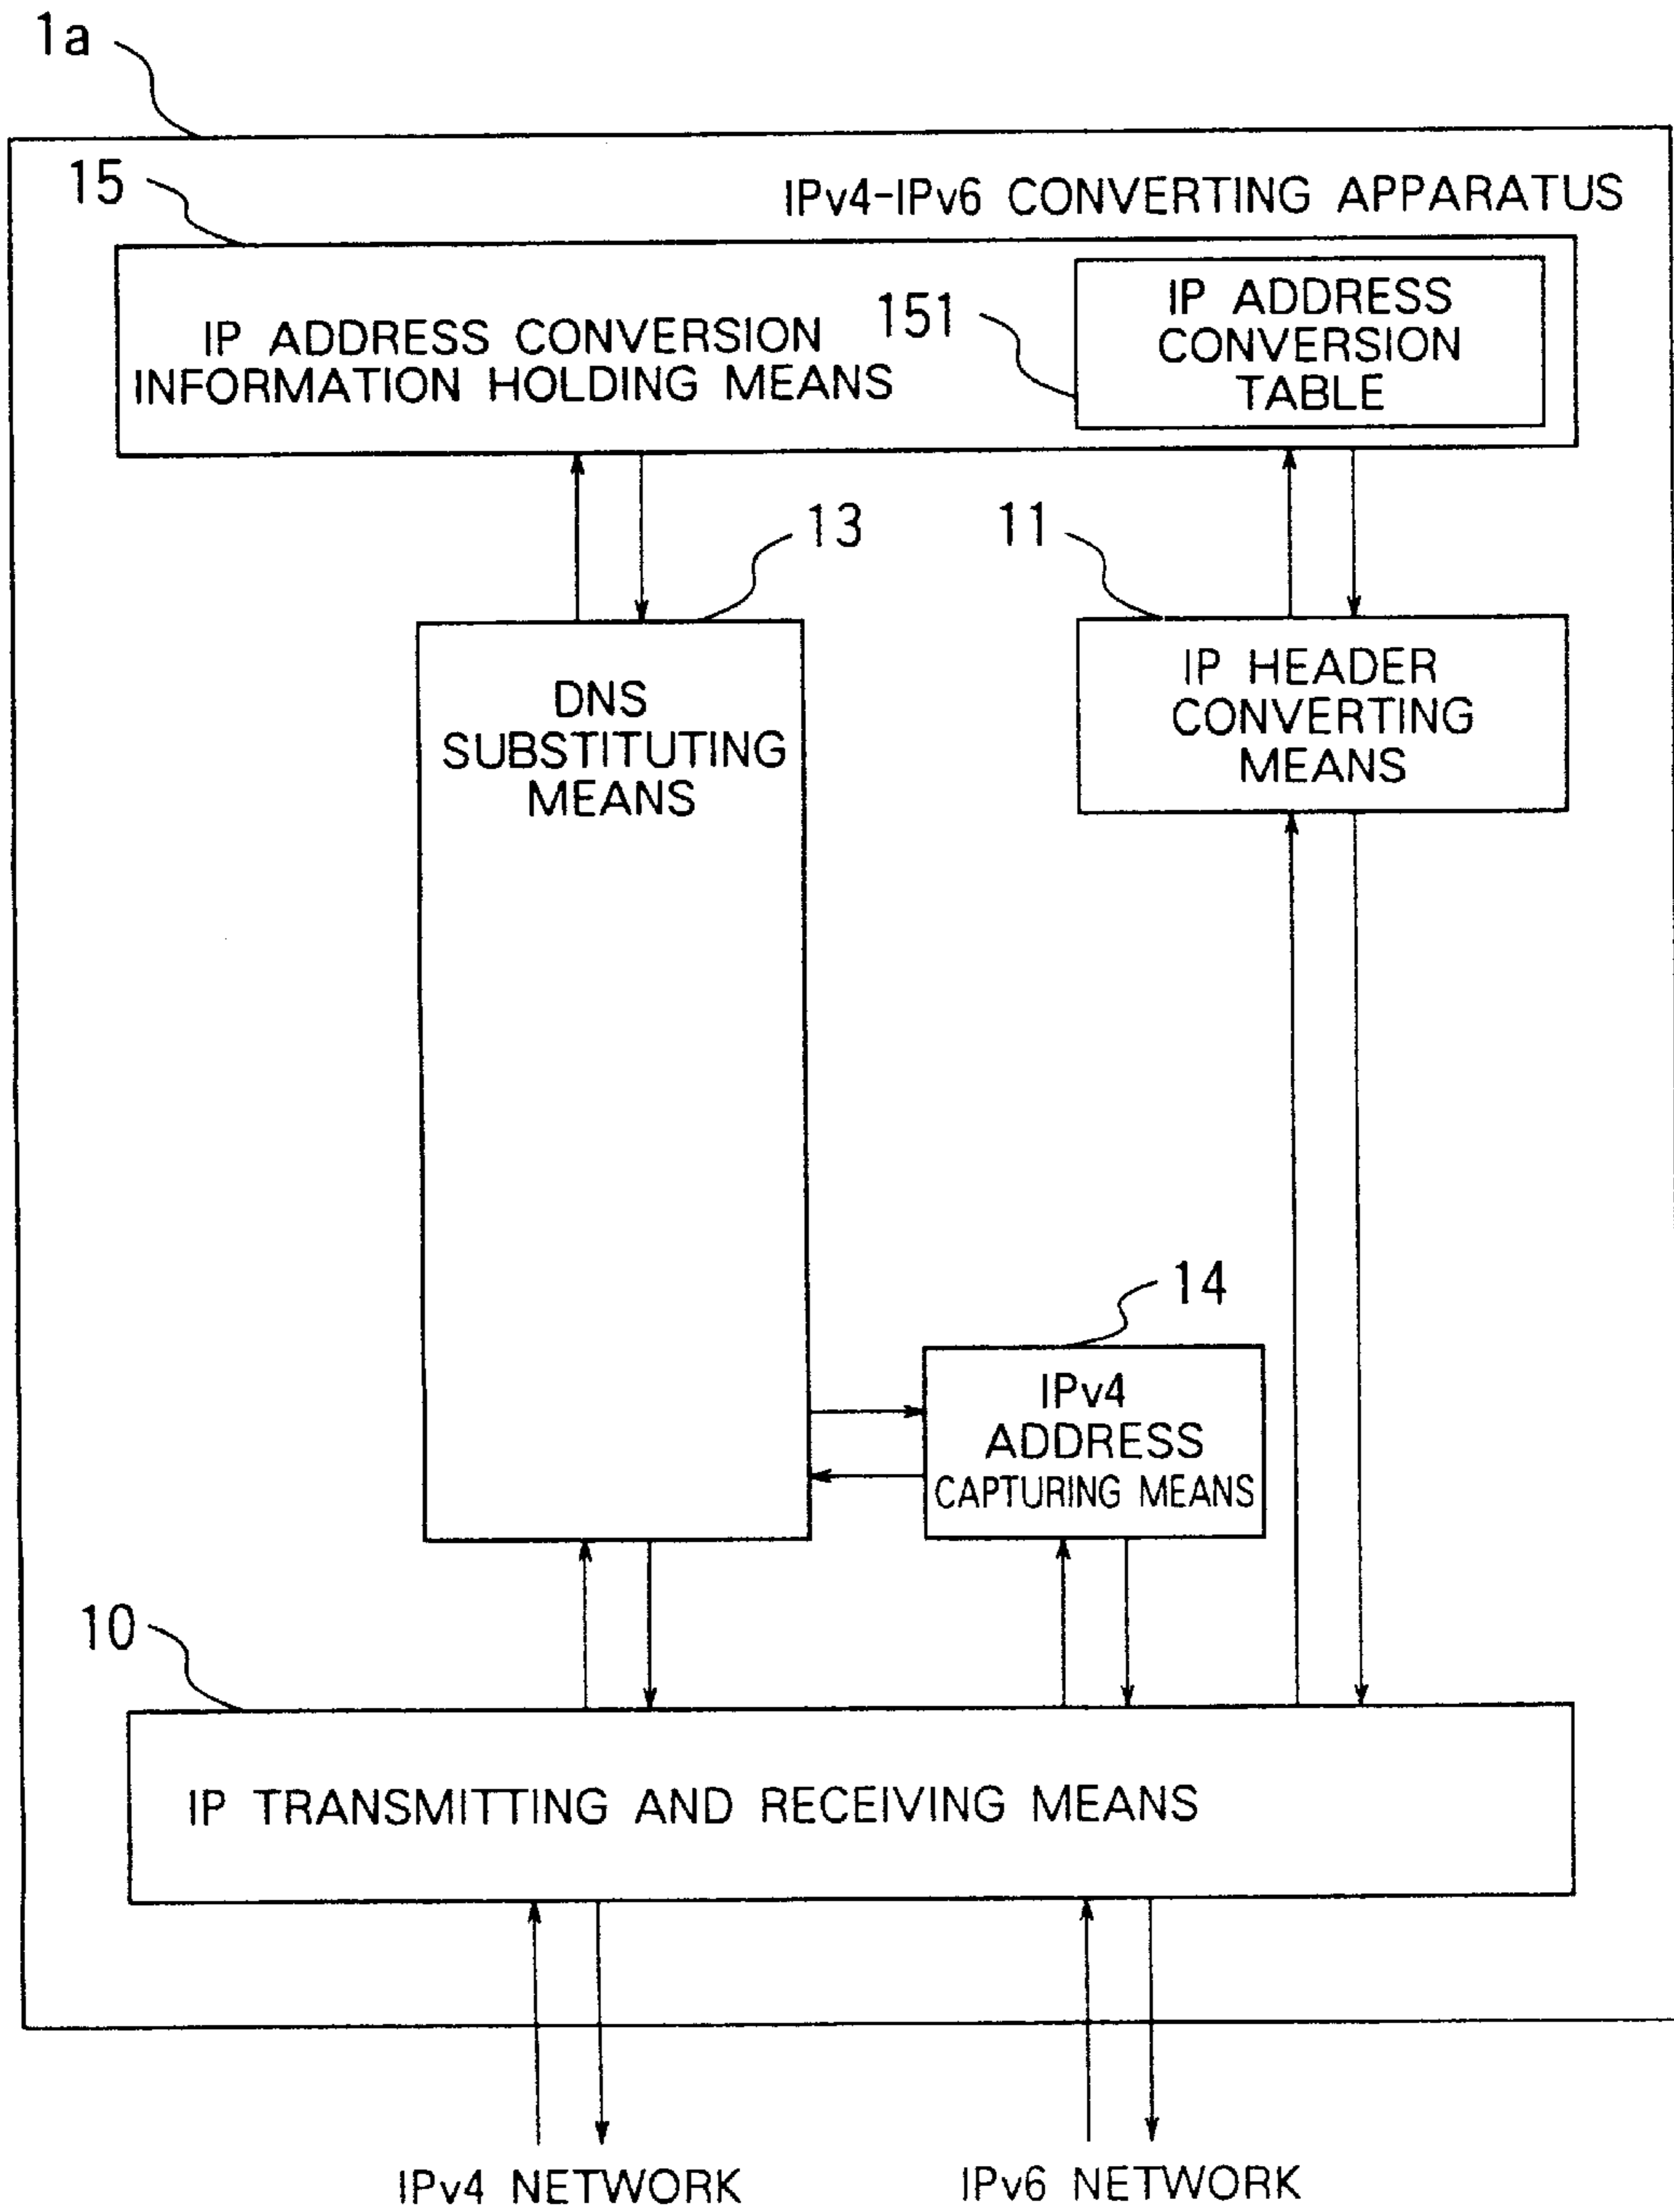 1a
15
IPv4-IPv6 CONVERTING APPARATUS
IP ADDRESS CONVERSION
INFORMATION HOLDING MEANS
151
IP ADDRESS
CONVERSION
TABLE
13
11
DNS
SUBSTITUTING
MEANS
IP HEADER
CONVERTING
MEANS
14
IPv4
ADDRESS
CAPTURING MEANS
10
IP TRANSMITTING AND RECEIVING MEANS
IPv4 NETWORK
IPv6 NETWORK